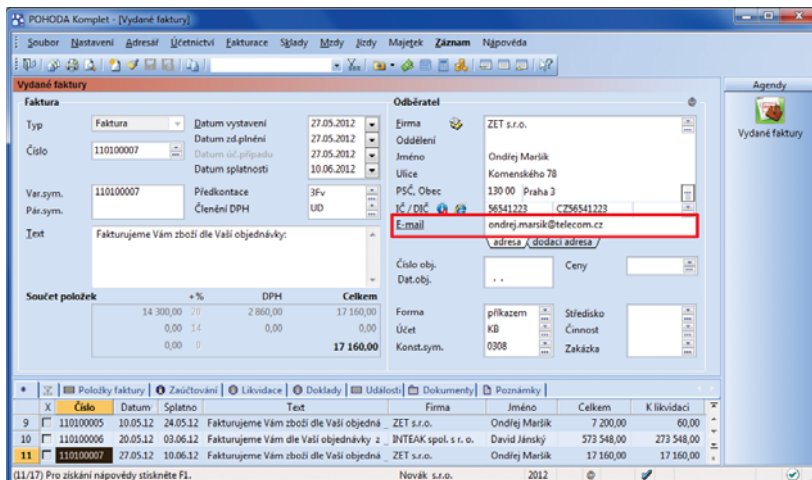 POHODA Komplet - [Vydané faktury]
Soubor Nastavení Adresář Účetnictví Fakturace Sklady Mzdy Jízdy Majetek Záznam Nápověda
Vydané faktury
Agendy
Vydané faktury
Faktura
Typ Faktura
Číslo 110100007
Datum vystavení 27.05.2012
Datum zd.plnění 27.05.2012
Datum úč.případu 27.05.2012
Datum splatnosti 10.06.2012
Var.sym. 110100007
Pár.sym.
Předkontace 3Fv
Členění DPH UD
Text Fakturujeme Vám zboží dle Vaší objednávky:
Součet položek +% DPH Celkem
14 300,00 20 2 860,00 17 160,00
0,00 14 0,00 0,00
0,00 0 17 160,00
Odběratel
Firma ZET s.r.o.
Oddělení
Jméno Ondřej Maršík
Ulice Komenského 78
PSČ, Obec 130 00 Praha 3
IČ / DIČ 56541223 CZ56541223
E-mail ondrej.marsik@telecom.cz
adresa dodací adresa
Číslo obj. Ceny
Dat.obj. . .
Forma příkazem Středisko
Účet KB Činnost
Konst.sym. 0308 Zakázka
* Položky faktury Zaúčtování Likvidace Doklady Události Dokumenty Poznámky
X Číslo Datum Splatno Text Firma Jméno Celkem K likvidaci
9 110100005 10.05.12 24.05.12 Fakturujeme Vám zboží dle Vaší objedná _ ZET s.r.o. Ondřej Maršík 7 200,00 60,00
10 110100006 20.05.12 03.06.12 Fakturujeme Vám dle Vaší objednávky z _ INTEAK spol. s r. o. David Jánský 573 548,00 273 548,00
11 110100007 27.05.12 10.06.12 Fakturujeme Vám zboží dle Vaší objedná _ ZET s.r.o. Ondřej Maršík 17 160,00 17 160,00
(11/17) Pro získání nápovědy stiskněte F1. Novák s.r.o. 2012 @